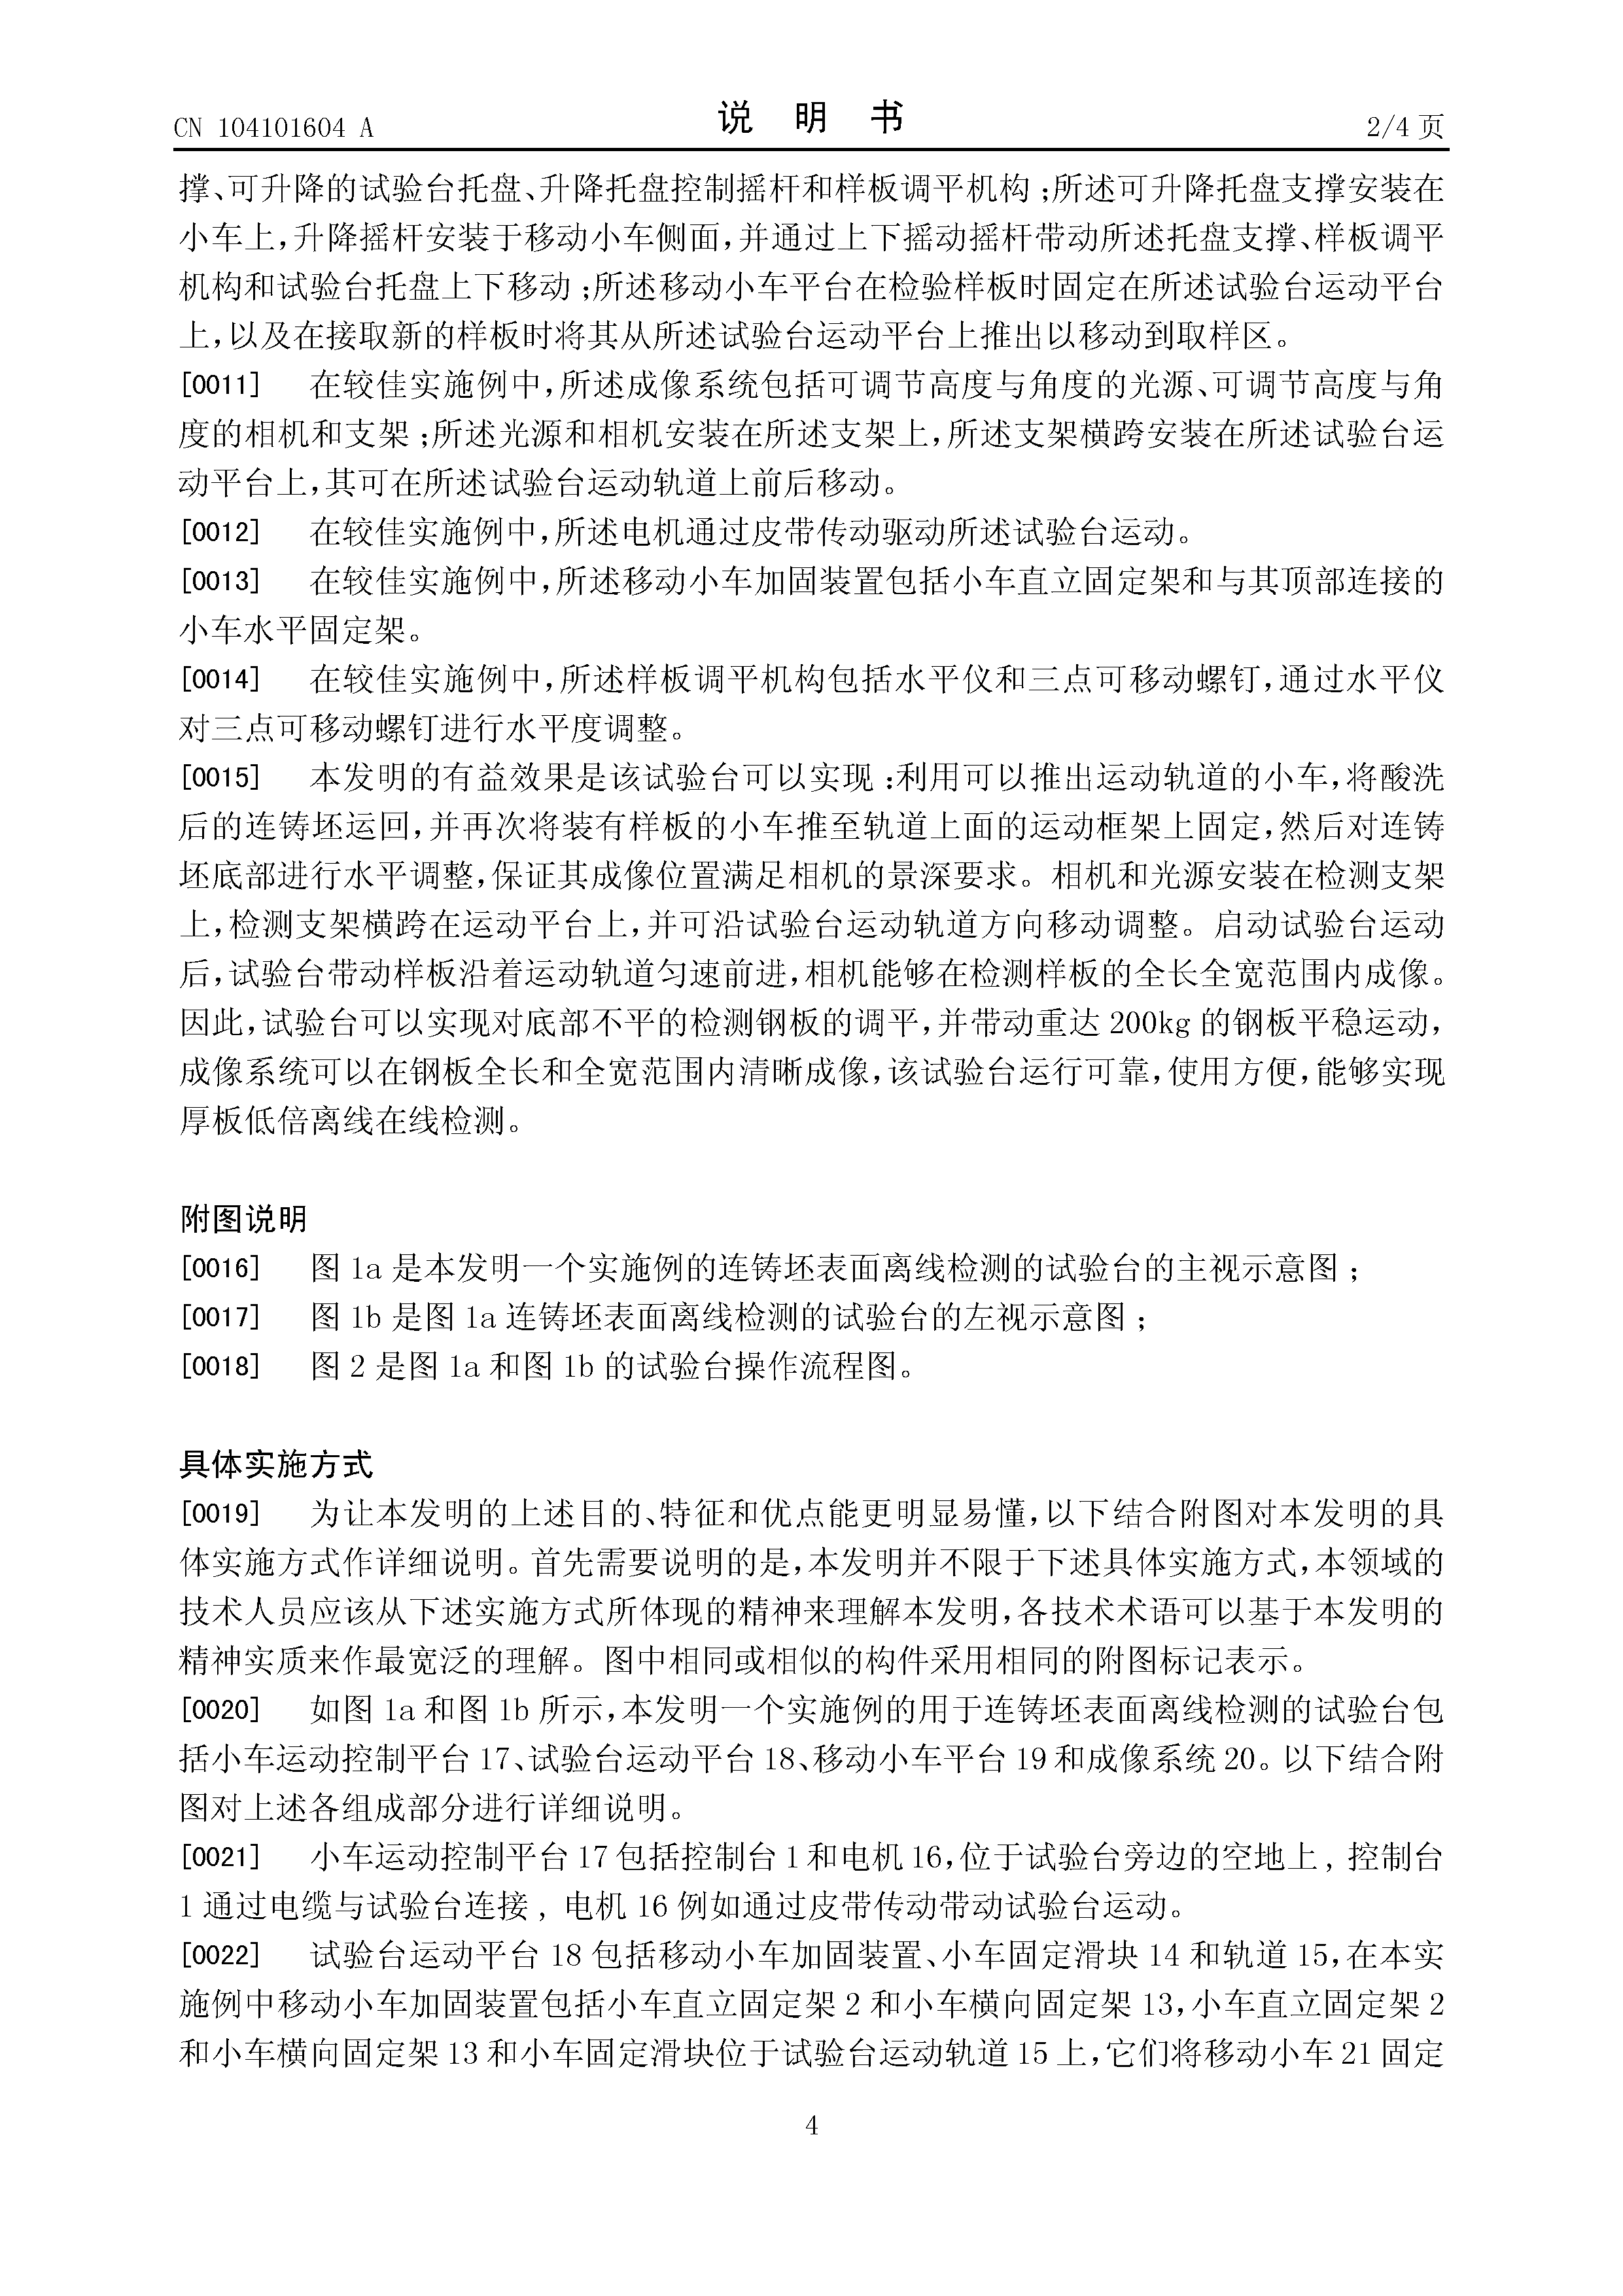 CN 104101604 A
说 明 书
2/4 页
撑、可升降的试验台托盘、升降托盘控制摇杆和样板调平机构;所述可升降托盘支撑安装在
小车上,升降摇杆安装于移动小车侧面,并通过上下摇动摇杆带动所述托盘支撑、样板调平
机构和试验台托盘上下移动;所述移动小车平台在检验样板时固定在所述试验台运动平台
上,以及在接取新的样板时将其从所述试验台运动平台上推出以移动到取样区。
[0011] 在较佳实施例中,所述成像系统包括可调节高度与角度的光源、可调节高度与角
度的相机和支架;所述光源和相机安装在所述支架上,所述支架横跨安装在所述试验台运
动平台上,其可在所述试验台运动轨道上前后移动。
[0012] 在较佳实施例中,所述电机通过皮带传动驱动所述试验台运动。
[0013] 在较佳实施例中,所述移动小车加固装置包括小车直立固定架和与其顶部连接的
小车水平固定架。
[0014] 在较佳实施例中,所述样板调平机构包括水平仪和三点可移动螺钉,通过水平仪
对三点可移动螺钉进行水平度调整。
[0015] 本发明的有益效果是该试验台可以实现:利用可以推出运动轨道的小车,将酸洗
后的连铸坯运回,并再次将装有样板的小车推至轨道上面的运动框架上固定,然后对连铸
坯底部进行水平调整,保证其成像位置满足相机的景深要求。相机和光源安装在检测支架
上,检测支架横跨在运动平台上,并可沿试验台运动轨道方向移动调整。启动试验台运动
后,试验台带动样板沿着运动轨道匀速前进,相机能够在检测样板的全长全宽范围内成像。
因此,试验台可以实现对底部不平的检测钢板的调平,并带动重达 200kg 的钢板平稳运动,
成像系统可以在钢板全长和全宽范围内清晰成像,该试验台运行可靠,使用方便,能够实现
厚板低倍离线在线检测。
附图说明
[0016] 图 1a 是本发明一个实施例的连铸坯表面离线检测的试验台的主视示意图;
[0017] 图 1b 是图 1a 连铸坯表面离线检测的试验台的左视示意图;
[0018] 图 2 是图 1a 和图 1b 的试验台操作流程图。
具体实施方式
[0019] 为让本发明的上述目的、特征和优点能更明显易懂,以下结合附图对本发明的具
体实施方式作详细说明。首先需要说明的是,本发明并不限于下述具体实施方式,本领域的
技术人员应该从下述实施方式所体现的精神来理解本发明,各技术术语可以基于本发明的
精神实质来作最宽泛的理解。图中相同或相似的构件采用相同的附图标记表示。
[0020] 如图 1a 和图 1b 所示,本发明一个实施例的用于连铸坯表面离线检测的试验台包
括小车运动控制平台 17、试验台运动平台 18、移动小车平台 19 和成像系统 20。以下结合附
图对上述各组成部分进行详细说明。
[0021] 小车运动控制平台 17 包括控制台 1 和电机 16,位于试验台旁边的空地上, 控制台
1 通过电缆与试验台连接, 电机 16 例如通过皮带传动带动试验台运动。
[0022] 试验台运动平台 18 包括移动小车加固装置、小车固定滑块 14 和轨道 15,在本实
施例中移动小车加固装置包括小车直立固定架 2 和小车横向固定架 13,小车直立固定架 2
和小车横向固定架 13 和小车固定滑块位于试验台运动轨道 15 上,它们将移动小车 21 固定
4